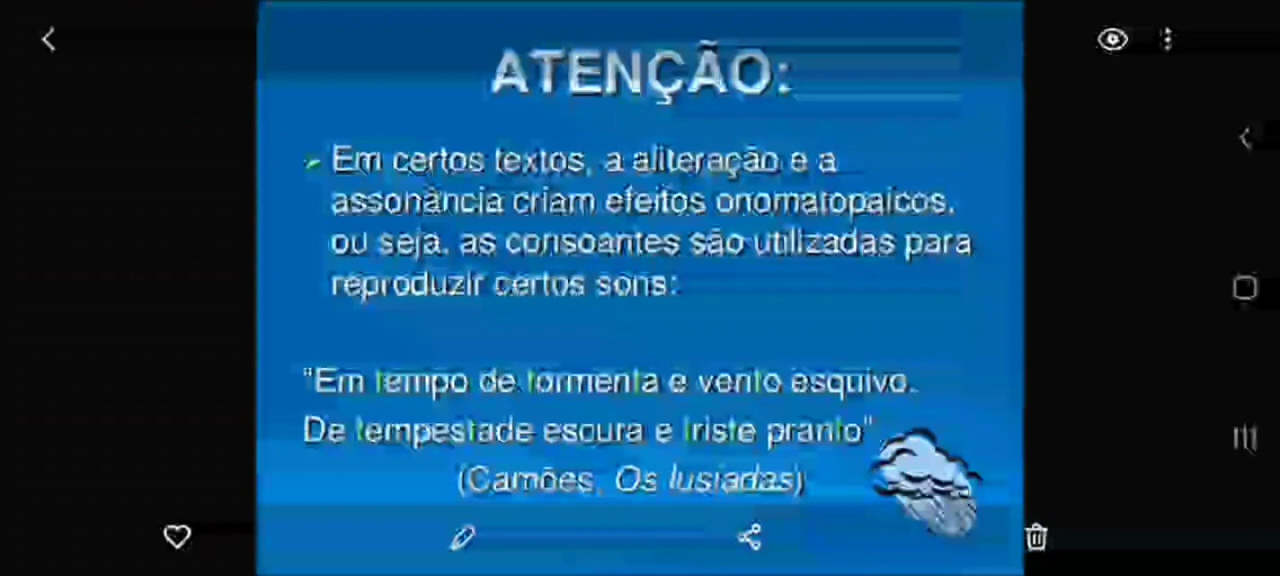 ATENÇÃO:
Em certos textos, a aliteração e a
assonância criam efeitos onomatopaicos,
ou seja, as consoantes são utilizadas para
reproduzir certos sons:
"Em tempo de tormenta e vento esquivo,
De tempestade escura e triste pranto"
(Camões, Os lusíadas)